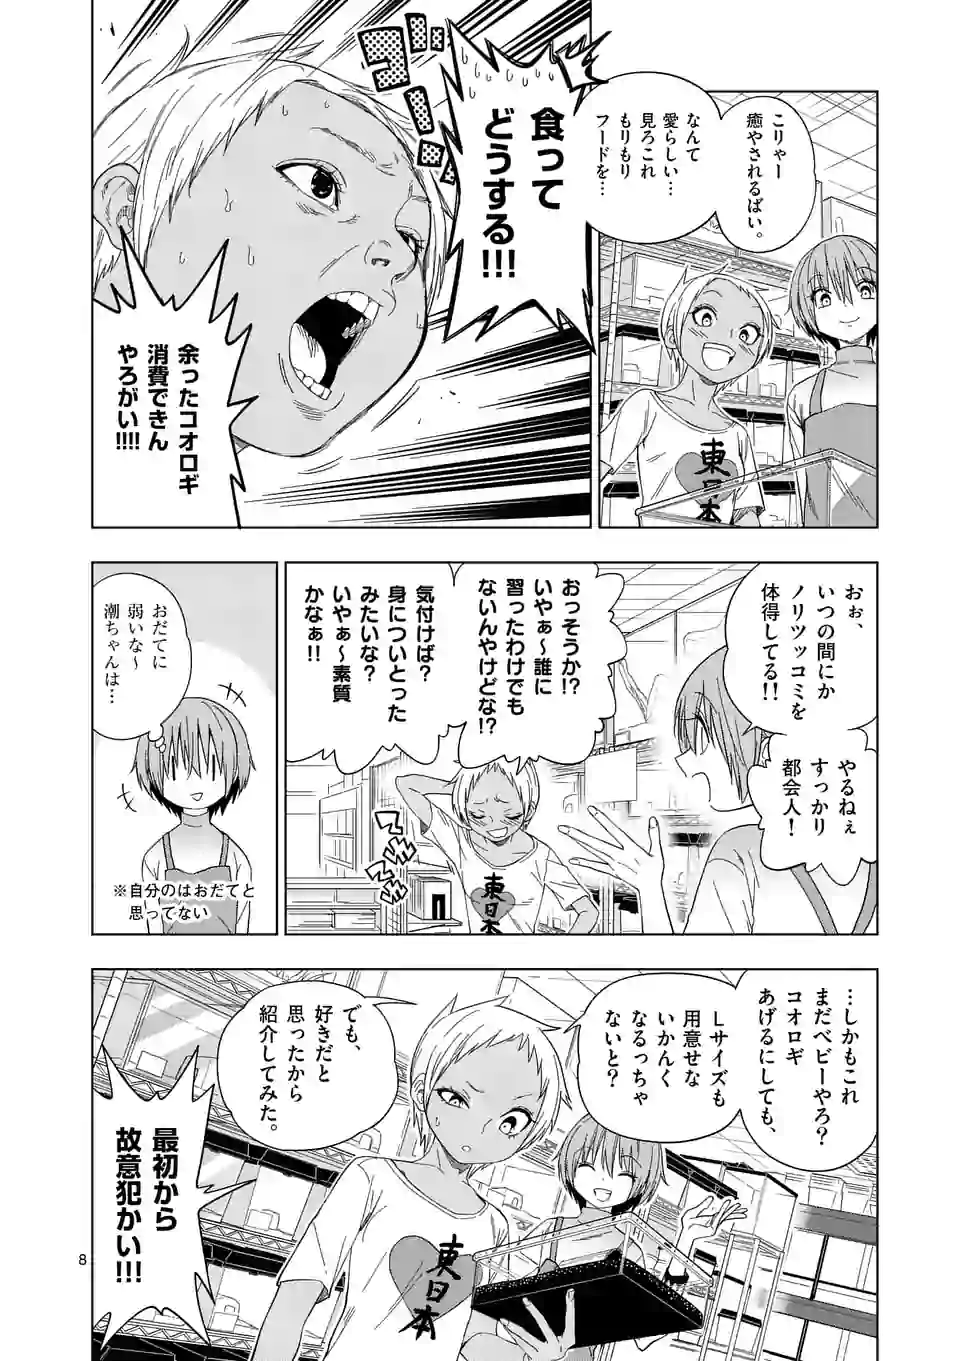 こりゃー
癒やされるばい。
なんて
愛らしい…
見ろこれ
もりもり
フードを…
東日本
食って
どうする!!!
ゴゴ…!!
余ったコオロギ
消費できん
やろがい!!!!
おぉ、
いつの間にか
ノリツッコミを
体得してる!!
やるねぇ
すっかり
都会人!
おっそうか!?
いやぁ〜誰に
習ったわけでも
ないんやけどな!?
気付けば?
身についとった
みたいな?
いやぁ〜素質
かなぁ!!
テレテレ
東日本
おだてに
弱いな〜
潮ちゃんは…
※自分のはおだてと
思ってない
…しかもこれ
まだベビーやろ?
コオロギ
あげるにしても、
Lサイズも
用意せな
いかんく
なるっちゃ
ないと?
でも、
好きだと
思ったから
紹介してみた。
東日本
最初から
故意犯かい!!!
8